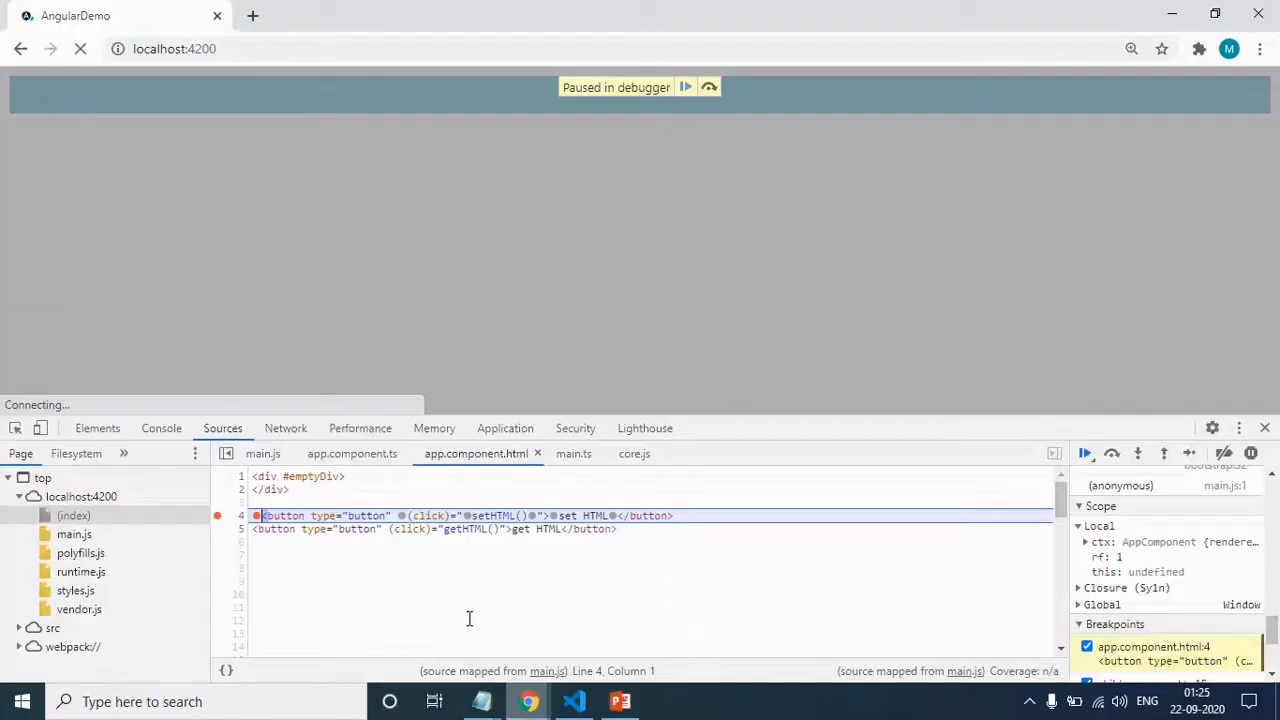 AngularDemo
localhost:4200
M
Paused in debugger
Connecting...
Elements Console Sources Network Performance Memory Application Security Lighthouse
Page Filesystem » main.js app.component.ts app.component.html main.ts core.js
top
localhost:4200
(index)
main.js
polyfills.js
runtime.js
styles.js
vendor.js
src
webpack://
1 <div #emptyDiv>
2 </div>
3
4 <button type="button" (click)="setHTML()">set HTML</button>
5 <button type="button" (click)="getHTML()">get HTML</button>
6
7
8
9
10
11
12
13
14
{} (source mapped from main.js) Line 4, Column 1 (source mapped from main.js) Coverage: n/a
(anonymous) main.js:1
Scope
Local
ctx: AppComponent {rendere…
rf: 1
this: undefined
Closure (Sy1n)
Global Window
Breakpoints
app.component.html:4
<button type="button" (c…
Type here to search
ENG
01:25
22-09-2020